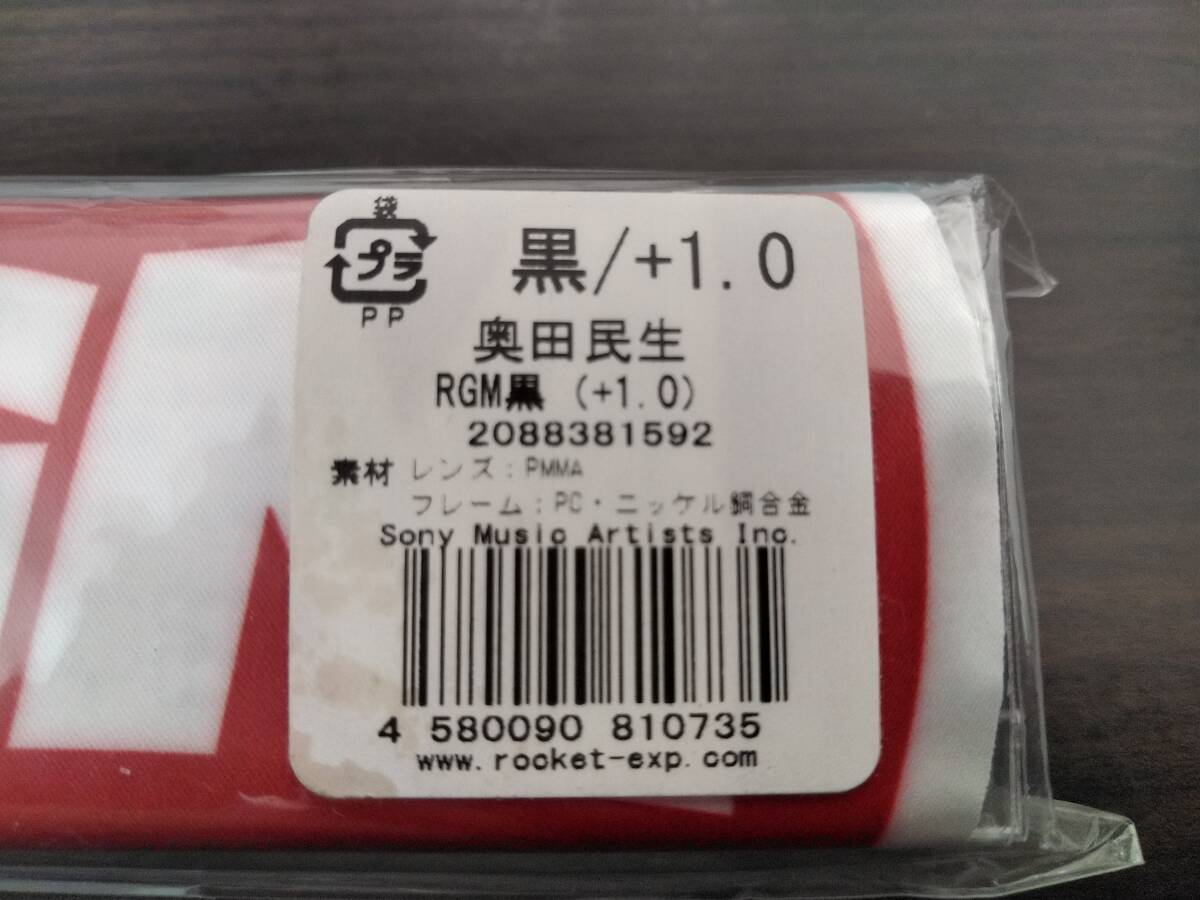 袋
プラ
PP
黒/+1.0
奥田民生
RGM黒 (+1.0)
2088381592
素材 レンズ：PMMA
フレーム：PC・ニッケル銅合金
Sony Music Artists Inc.
4 580090 810735
www.rocket-exp.com